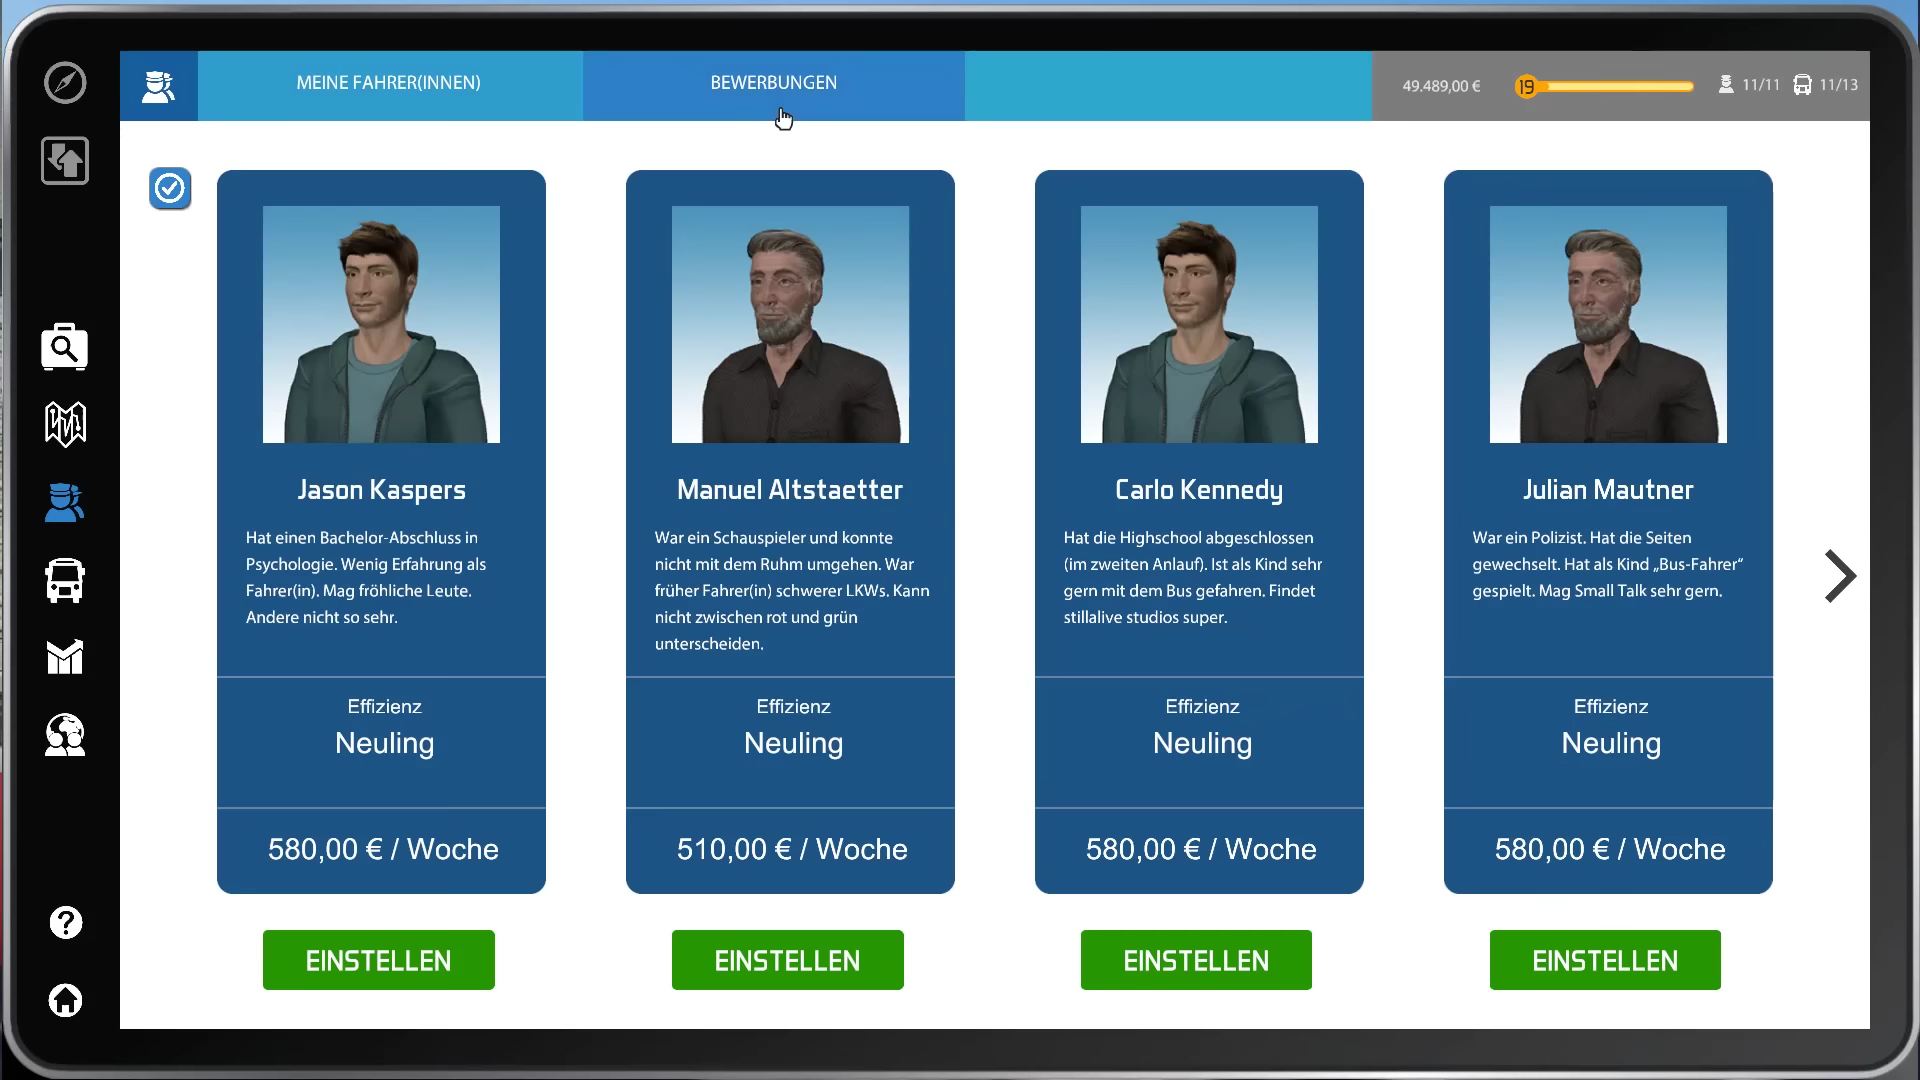 MEINE FAHRER(INNEN)
BEWERBUNGEN
49.489,00 €
19
11/11
11/13
Jason Kaspers
Hat einen Bachelor-Abschluss in
Psychologie. Wenig Erfahrung als
Fahrer(in). Mag fröhliche Leute.
Andere nicht so sehr.
Effizienz
Neuling
580,00 € / Woche
EINSTELLEN
Manuel Altstaetter
War ein Schauspieler und konnte
nicht mit dem Ruhm umgehen. War
früher Fahrer(in) schwerer LKWs. Kann
nicht zwischen rot und grün
unterscheiden.
Effizienz
Neuling
510,00 € / Woche
EINSTELLEN
Carlo Kennedy
Hat die Highschool abgeschlossen
(im zweiten Anlauf). Ist als Kind sehr
gern mit dem Bus gefahren. Findet
stillalive studios super.
Effizienz
Neuling
580,00 € / Woche
EINSTELLEN
Julian Mautner
War ein Polizist. Hat die Seiten
gewechselt. Hat als Kind „Bus-Fahrer“
gespielt. Mag Small Talk sehr gern.
Effizienz
Neuling
580,00 € / Woche
EINSTELLEN